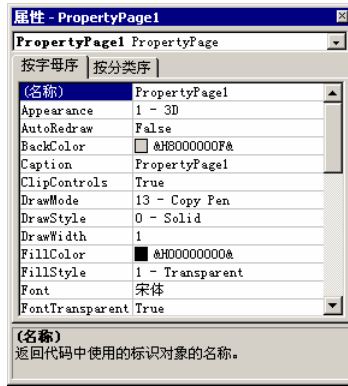 属性 - PropertyPage1
PropertyPage1 PropertyPage
按字母序 按分类序
(名称) PropertyPage1
Appearance 1 - 3D
AutoRedraw False
BackColor &H8000000F&
Caption PropertyPage1
ClipControls True
DrawMode 13 - Copy Pen
DrawStyle 0 - Solid
DrawWidth 1
FillColor &H00000000&
FillStyle 1 - Transparent
Font 宋体
FontTransparent True
(名称)
返回代码中使用的标识对象的名称。